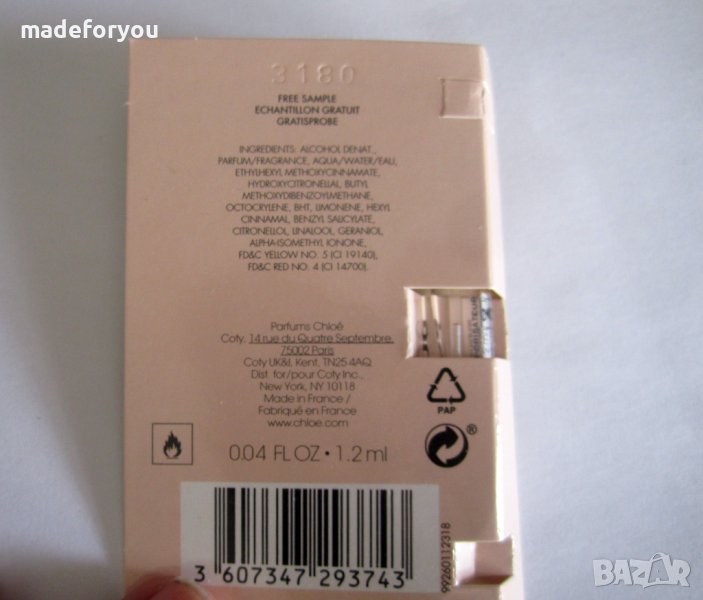 madeforyou
3180
FREE SAMPLE
ECHANTILLON GRATUIT
GRATISPROBE
INGREDIENTS: ALCOHOL DENAT.,
PARFUM/FRAGRANCE, AQUA/WATER/EAU,
ETHYLHEXYL METHOXYCINNAMATE,
HYDROXYCITRONELLAL, BUTYL
METHOXYDIBENZOYLMETHANE,
OCTOCRYLENE, BHT, LIMONENE, HEXYL
CINNAMAL, BENZYL SALICYLATE,
CITRONELLOL, LINALOOL, GERANIOL,
ALPHA-ISOMETHYL IONONE,
FD&C YELLOW NO. 5 (CI 19140),
FD&C RED NO. 4 (CI 14700).
Parfums Chloé
Coty, 14 rue du Quatre Septembre,
75002 Paris
Coty UK&I, Kent, TN25 4AQ
Dist. for/pour Coty Inc.,
New York, NY 10118
Made in France /
Fabriqué en France
www.chloe.com
PAP
0.04 FL OZ • 1.2 ml
®
3 607347 293743
99260112318
BAZAR